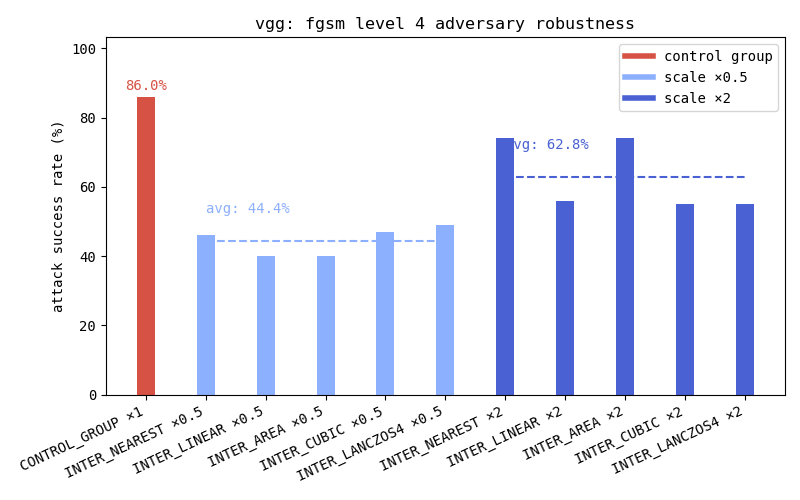 vgg: fgsm level 4 adversary robustness
attack success rate (%)
100
80
60
40
20
0
86.0%
avg: 44.4%
vg: 62.8%
control group
scale ×0.5
scale ×2
CONTROL_GROUP ×1
INTER_NEAREST ×0.5
INTER_LINEAR ×0.5
INTER_AREA ×0.5
INTER_CUBIC ×0.5
INTER_LANCZOS4 ×0.5
INTER_NEAREST ×2
INTER_LINEAR ×2
INTER_AREA ×2
INTER_CUBIC ×2
INTER_LANCZOS4 ×2